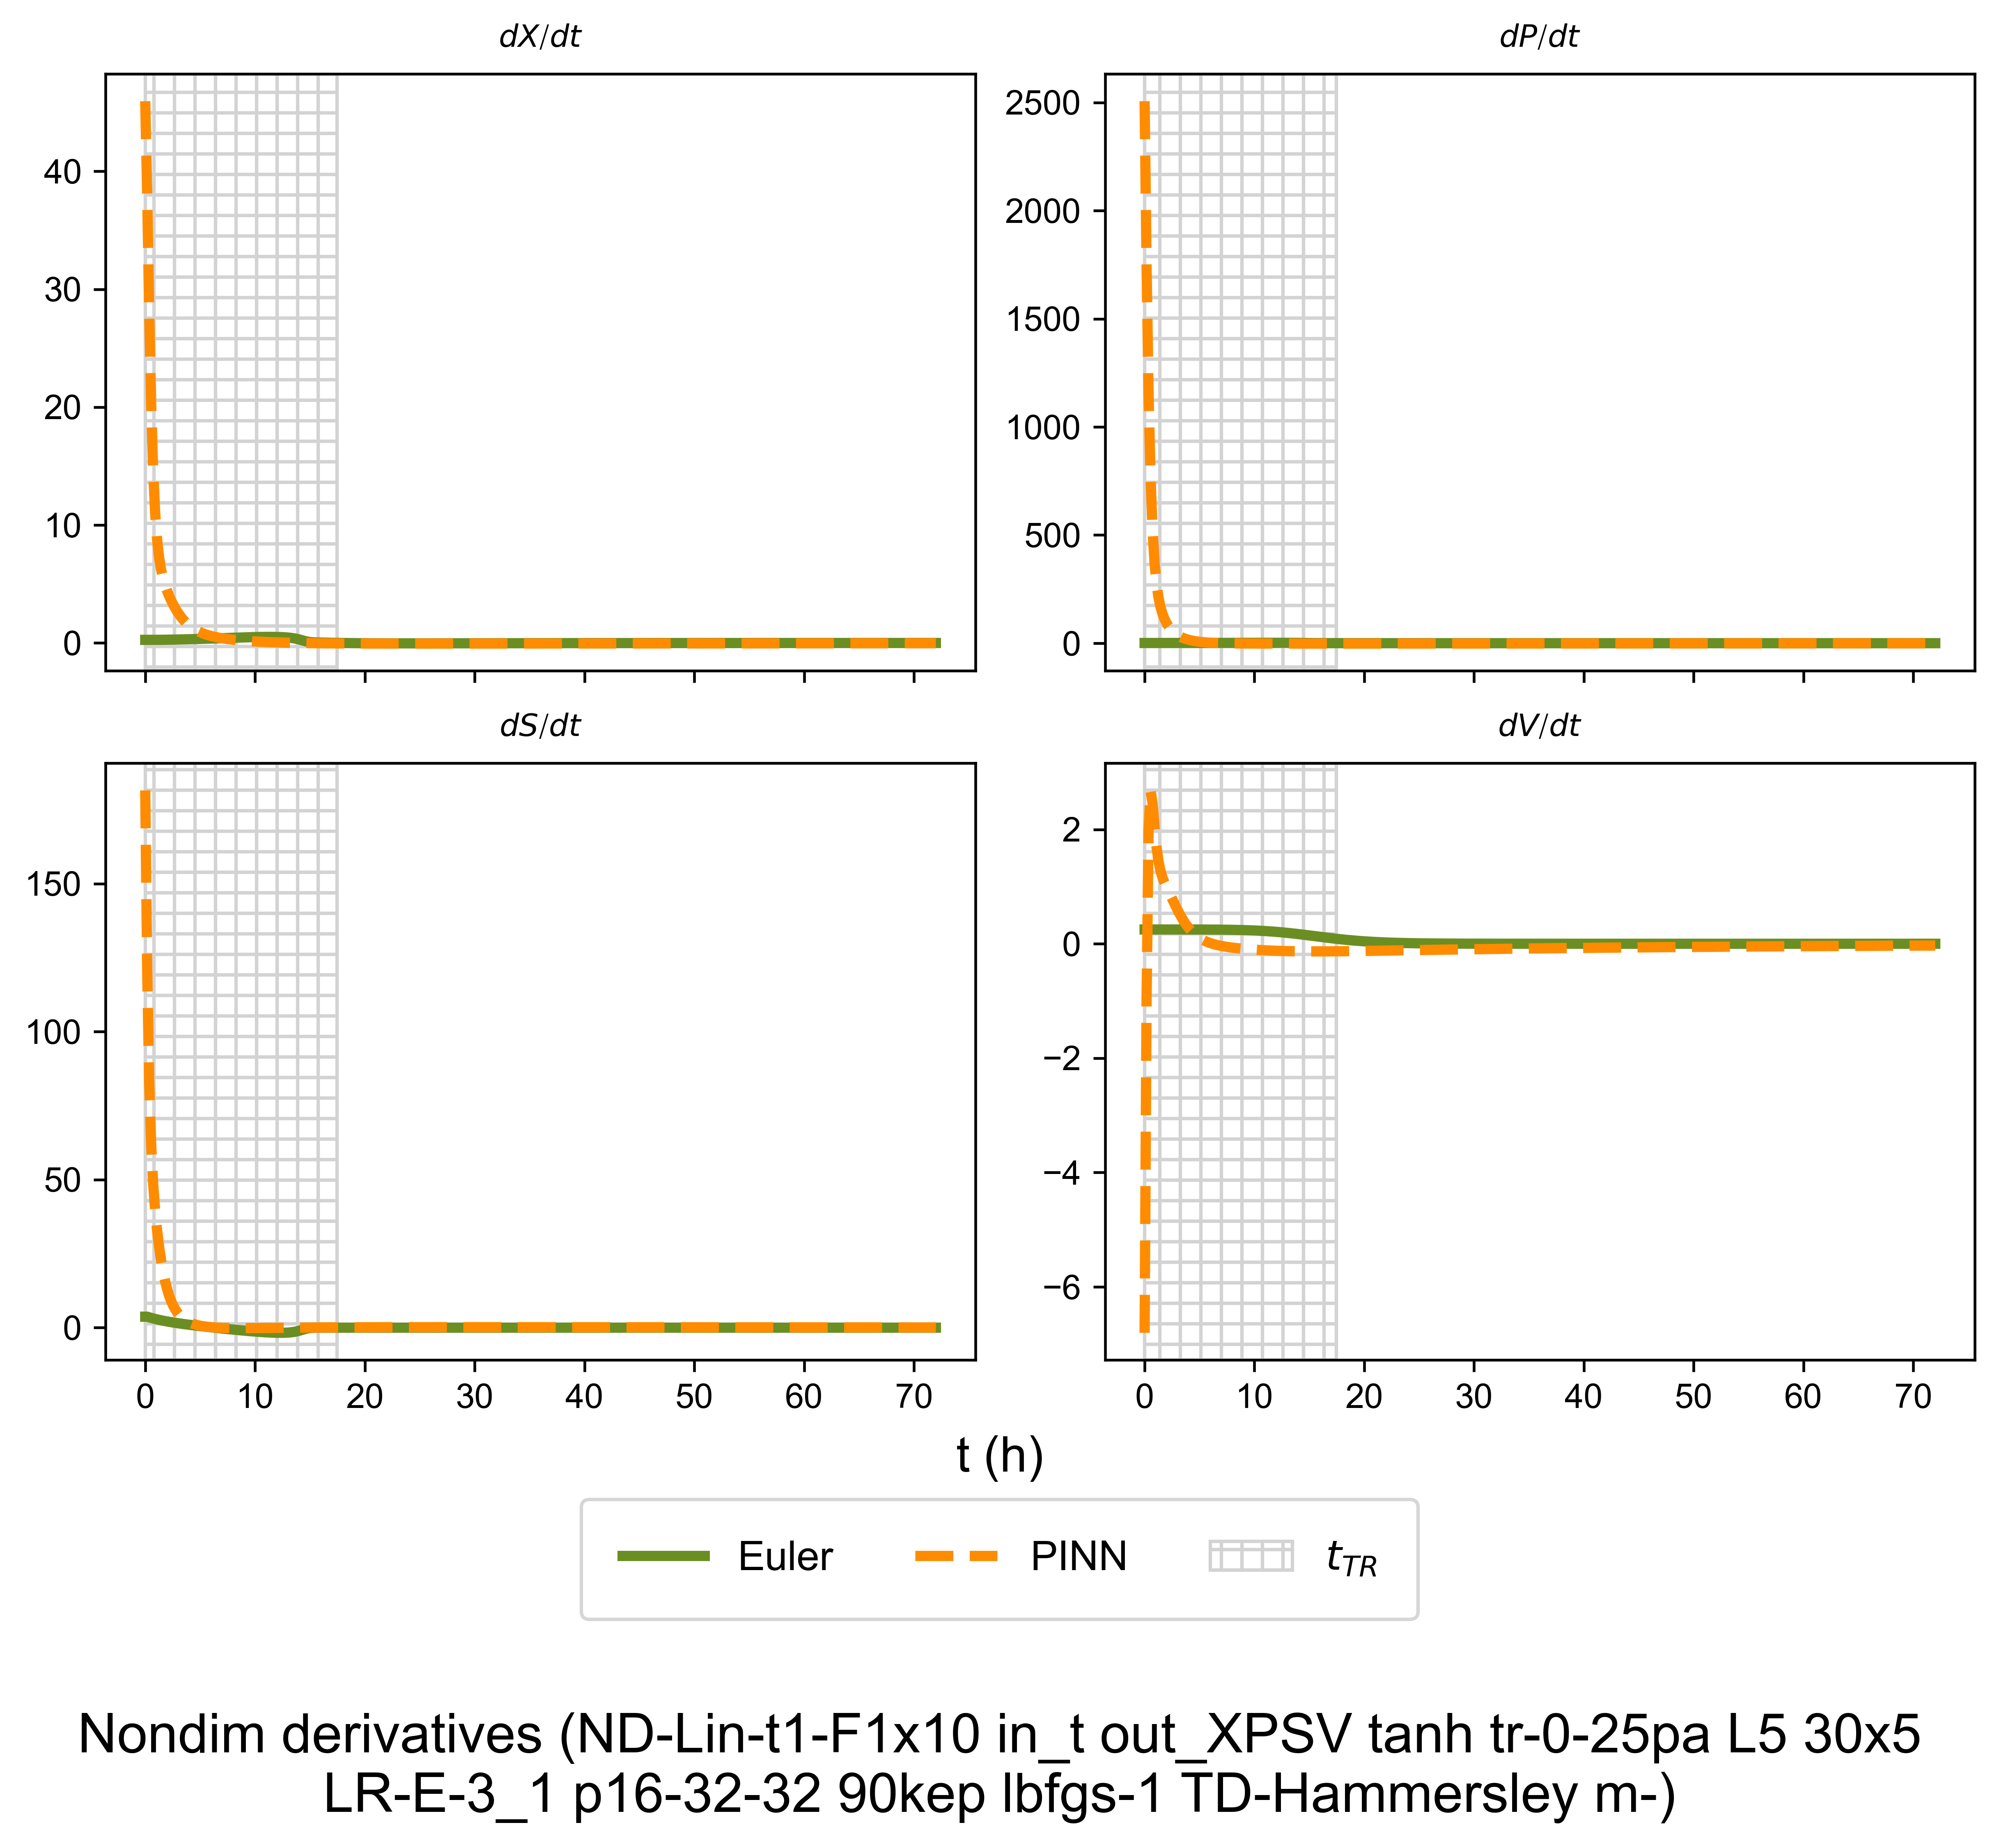 dX/dt
dP/dt
40
30
20
10
0
2500
2000
1500
1000
500
0
dS/dt
dV/dt
150
100
50
0
2
0
−2
−4
−6
0 10 20 30 40 50 60 70
0 10 20 30 40 50 60 70
t (h)
Euler PINN t_TR
Nondim derivatives (ND-Lin-t1-F1x10 in_t out_XPSV tanh tr-0-25pa L5 30x5
LR-E-3_1 p16-32-32 90kep lbfgs-1 TD-Hammersley m-)